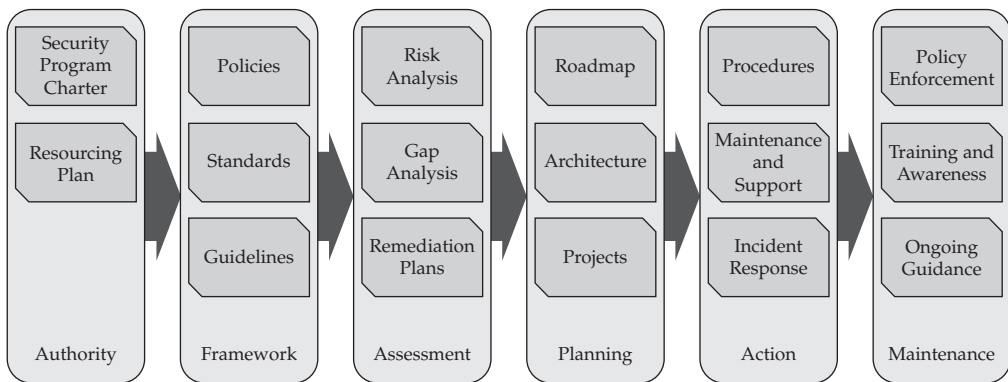 Security
Program
Charter
Resourcing
Plan
Authority
Policies
Standards
Guidelines
Framework
Risk
Analysis
Gap
Analysis
Remediation
Plans
Assessment
Roadmap
Architecture
Projects
Planning
Procedures
Maintenance
and
Support
Incident
Response
Action
Policy
Enforcement
Training and
Awareness
Ongoing
Guidance
Maintenance